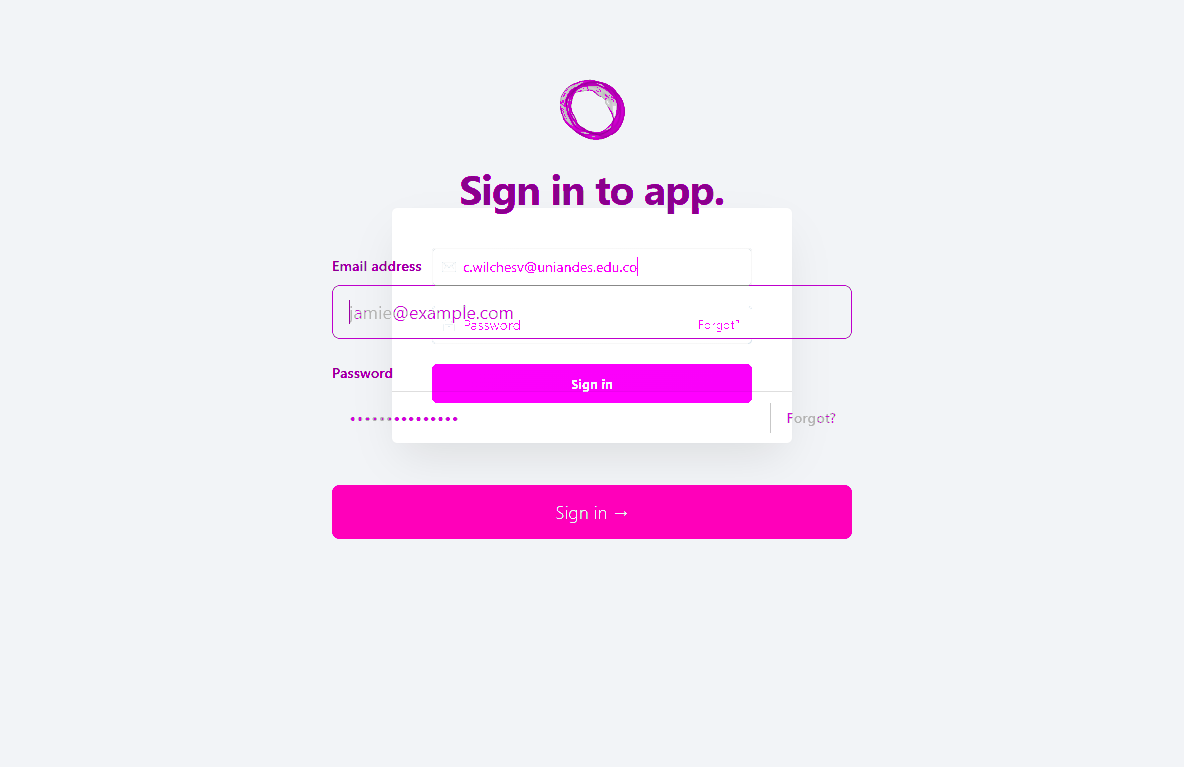 Sign in to app.
Email address
c.wilchesv@uniandes.edu.co
jamie@example.com
Password Forgot?
Password
Sign in
Forgot?
Sign in →